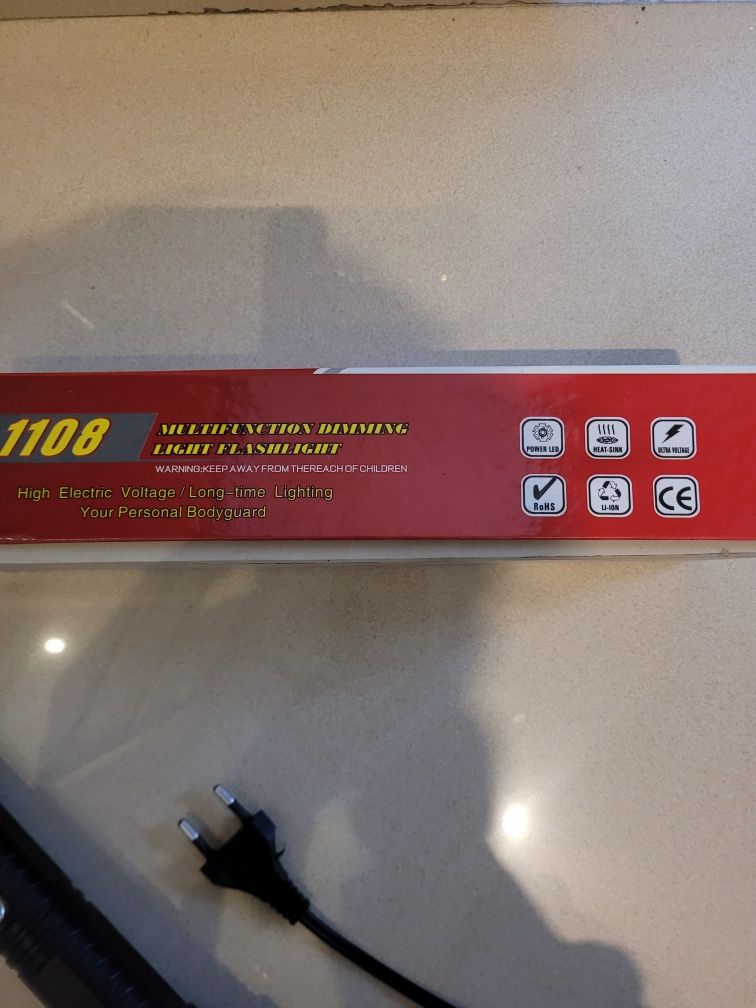 1108
MULTIFUNCTION DIMMING
LIGHT FLASHLIGHT
WARNING:KEEP AWAY FROM THEREACH OF CHILDREN
High Electric Voltage / Long-time Lighting
Your Personal Bodyguard
POWER LED
HEAT-SINK
ULTRA VOLTAGE
RoHS
LI-ION
CE